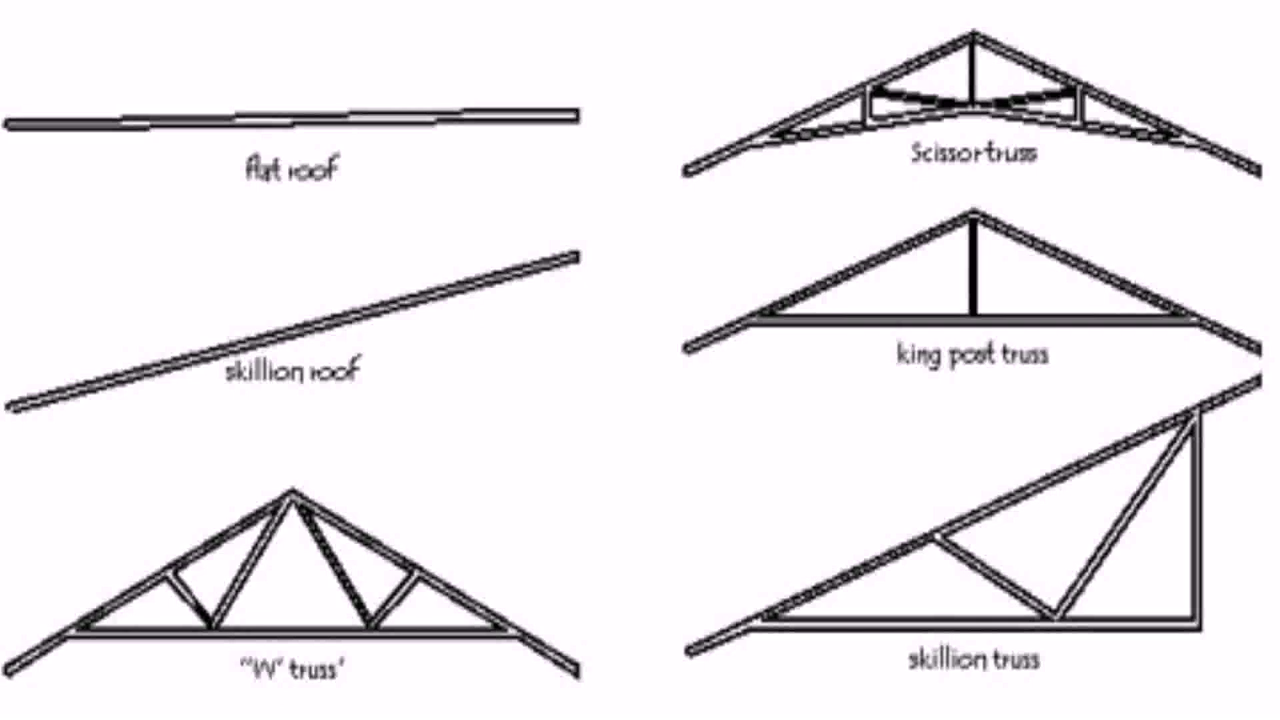 flat roof
Scissor truss
skillion roof
king post truss
"W" truss'
skillion truss